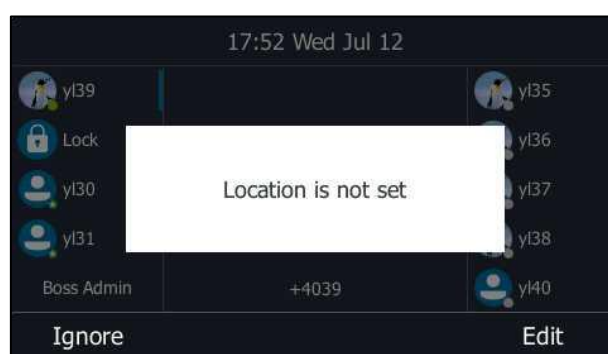 17:52 Wed Jul 12
yl39
yl35
Lock
yl36
Location is not set
yl30
yl37
yl31
yl38
Boss Admin
+4039
yl40
Ignore
Edit